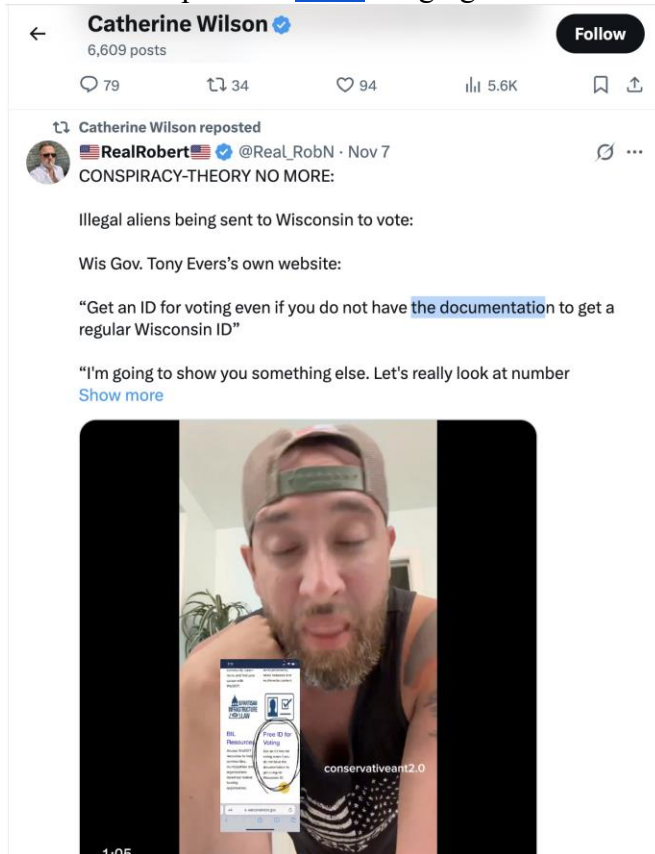 Catherine Wilson
6,609 posts
Follow
79 34 94 5.6K
Catherine Wilson reposted
RealRobert @Real_RobN · Nov 7
CONSPIRACY-THEORY NO MORE:
Illegal aliens being sent to Wisconsin to vote:
Wis Gov. Tony Evers’s own website:
“Get an ID for voting even if you do not have the documentation to get a
regular Wisconsin ID”
“I'm going to show you something else. Let's really look at number
Show more
BIL
Resources
Free ID for
Voting
conservativeant2.0
1:05